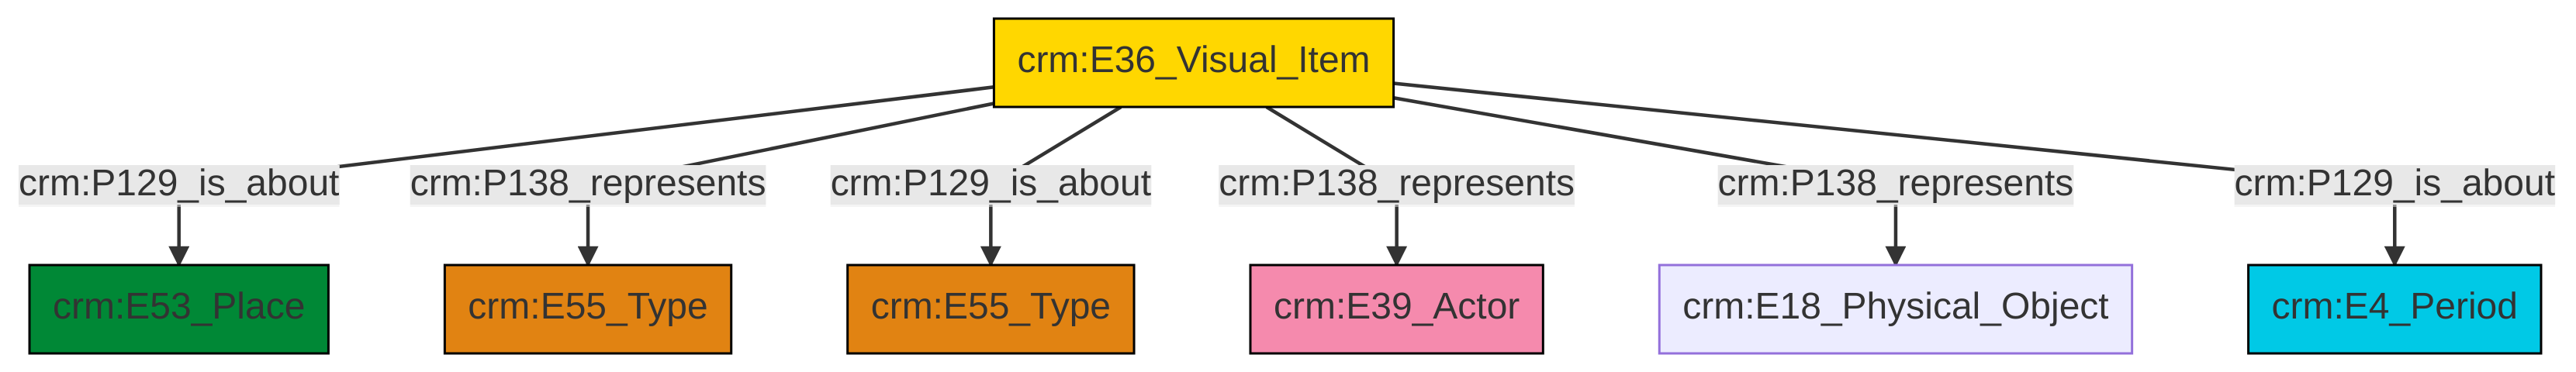 crm:E36_Visual_Item
crm:P129_is_about
crm:P138_represents
crm:P129_is_about
crm:P138_represents
crm:P138_represents
crm:P129_is_about
crm:E53_Place
crm:E55_Type
crm:E55_Type
crm:E39_Actor
crm:E18_Physical_Object
crm:E4_Period